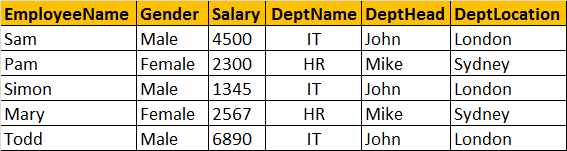 EmployeeName Gender Salary DeptName DeptHead DeptLocation
Sam Male 4500 IT John London
Pam Female 2300 HR Mike Sydney
Simon Male 1345 IT John London
Mary Female 2567 HR Mike Sydney
Todd Male 6890 IT John London